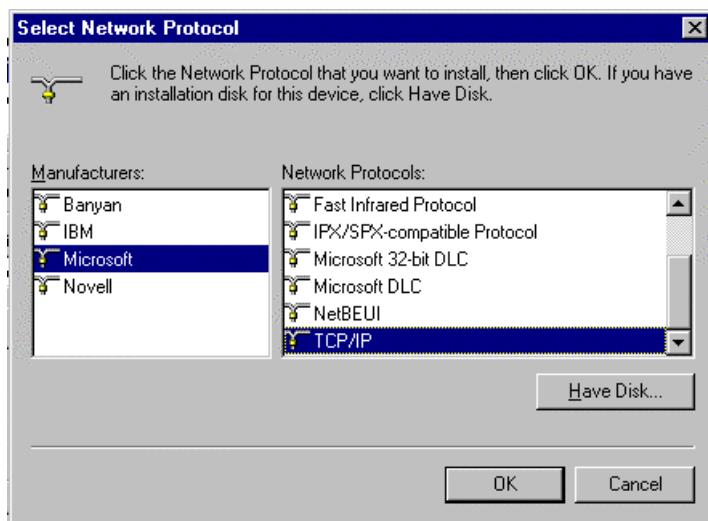 Select Network Protocol
Click the Network Protocol that you want to install, then click OK. If you have
an installation disk for this device, click Have Disk.
Manufacturers:
Banyan
IBM
Microsoft
Novell
Network Protocols:
Fast Infrared Protocol
IPX/SPX-compatible Protocol
Microsoft 32-bit DLC
Microsoft DLC
NetBEUI
TCP/IP
Have Disk...
OK
Cancel